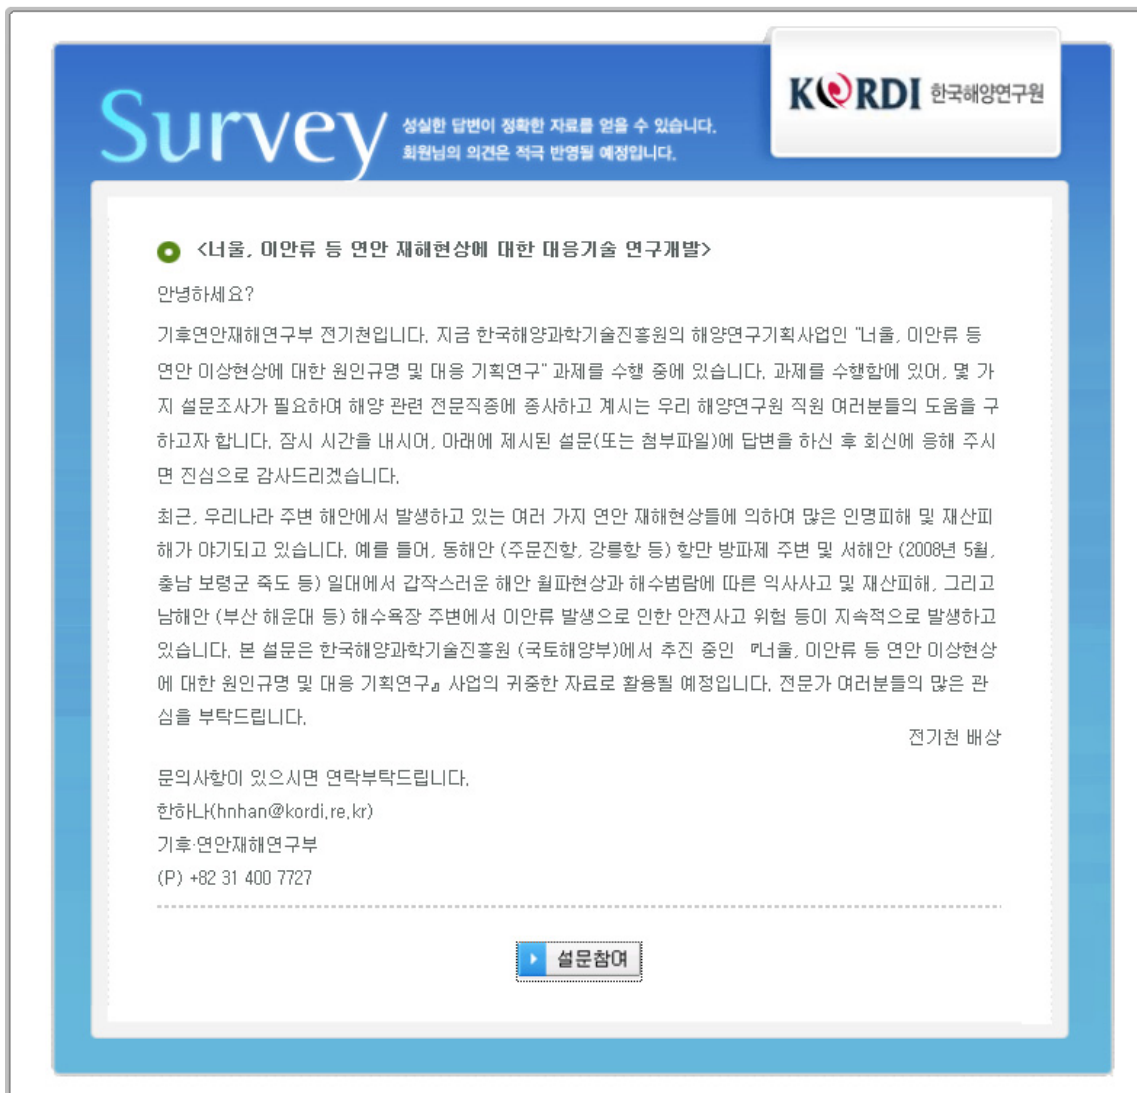 KORDI 한국해양연구원
Survey
성실한 답변이 정확한 자료를 얻을 수 있습니다.
회원님의 의견은 적극 반영될 예정입니다.
<너울, 이안류 등 연안 재해현상에 대한 대응기술 연구개발>
안녕하세요?
기후연안재해연구부 전기천입니다. 지금 한국해양과학기술진흥원의 해양연구기획사업인 "너울, 이안류 등
연안 이상현상에 대한 원인규명 및 대응 기획연구" 과제를 수행 중에 있습니다. 과제를 수행함에 있어, 몇 가
지 설문조사가 필요하며 해양 관련 전문직종에 종사하고 계시는 우리 해양연구원 직원 여러분들의 도움을 구
하고자 합니다. 잠시 시간을 내시어, 아래에 제시된 설문(또는 첨부파일)에 답변을 하신 후 회신에 응해 주시
면 진심으로 감사드리겠습니다.
최근, 우리나라 주변 해안에서 발생하고 있는 여러 가지 연안 재해현상들에 의하여 많은 인명피해 및 재산피
해가 야기되고 있습니다. 예를 들어, 동해안 (주문진항, 강릉항 등) 항만 방파제 주변 및 서해안 (2008년 5월,
충남 보령군 죽도 등) 일대에서 갑작스러운 해안 월파현상과 해수범람에 따른 익사사고 및 재산피해, 그리고
남해안 (부산 해운대 등) 해수욕장 주변에서 이안류 발생으로 인한 안전사고 위험 등이 지속적으로 발생하고
있습니다. 본 설문은 한국해양과학기술진흥원 (국토해양부)에서 추진 중인 『너울, 이안류 등 연안 이상현상
에 대한 원인규명 및 대응 기획연구』 사업의 귀중한 자료로 활용될 예정입니다. 전문가 여러분들의 많은 관
심을 부탁드립니다.
전기천 배상
문의사항이 있으시면 연락부탁드립니다.
한하나(hnhan@kordi.re.kr)
기후·연안재해연구부
(P) +82 31 400 7727
설문참여